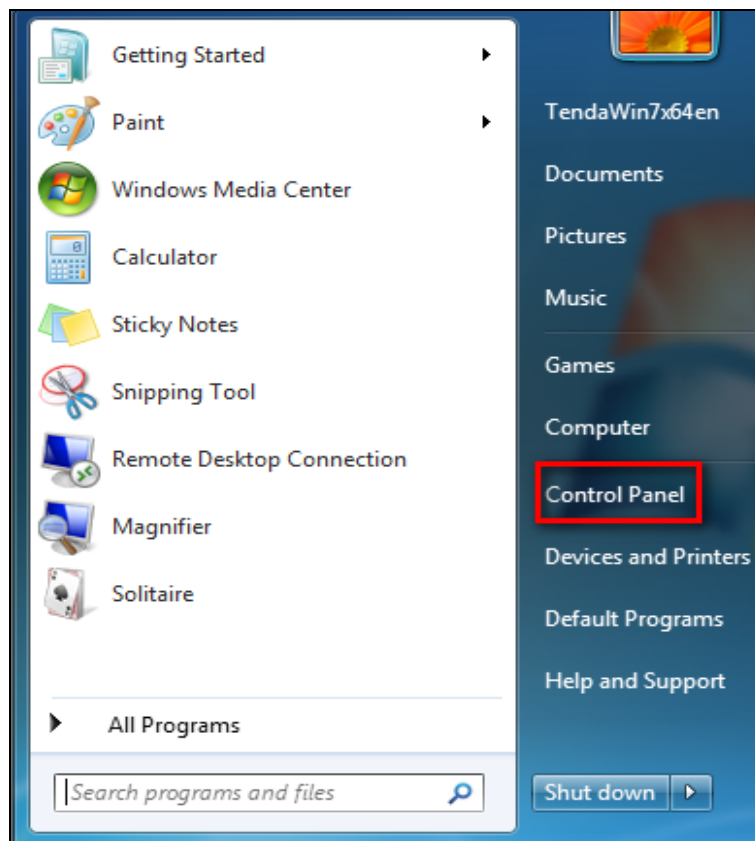 Getting Started
Paint
Windows Media Center
Calculator
Sticky Notes
Snipping Tool
Remote Desktop Connection
Magnifier
Solitaire
All Programs
Search programs and files
TendaWin7x64en
Documents
Pictures
Music
Games
Computer
Control Panel
Devices and Printers
Default Programs
Help and Support
Shut down